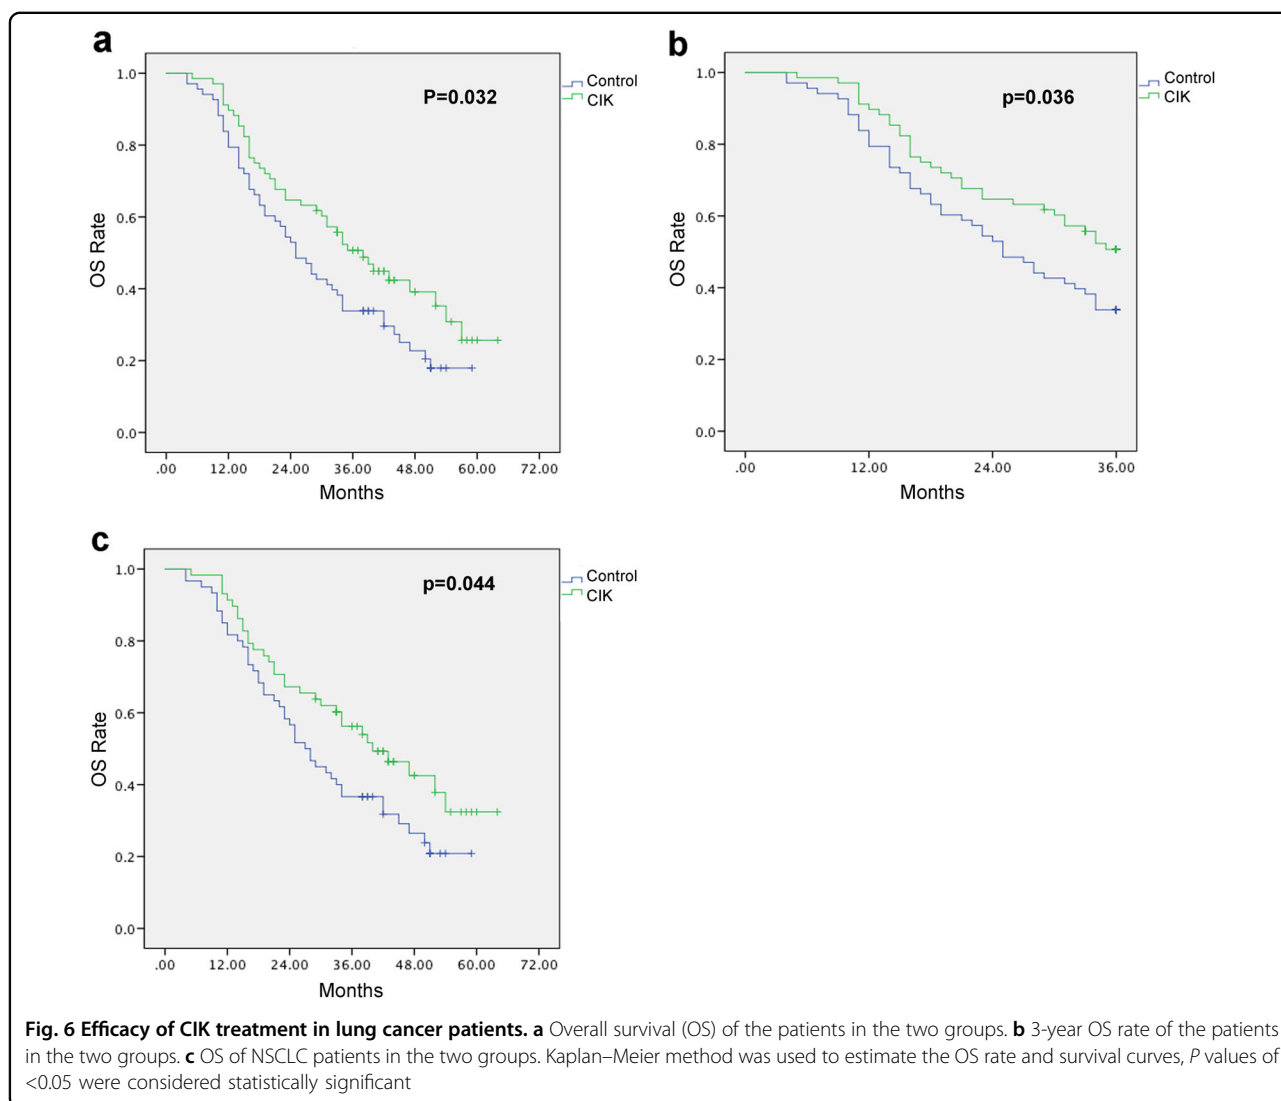 a
1.0
0.8
0.6
0.4
0.2
0.0
OS Rate
P=0.032
Control
CIK
.00 12.00 24.00 36.00 48.00 60.00 72.00
Months
b
1.0
0.8
0.6
0.4
0.2
0.0
OS Rate
p=0.036
Control
CIK
.00 12.00 24.00 36.00
Months
c
1.0
0.8
0.6
0.4
0.2
0.0
OS Rate
p=0.044
Control
CIK
.00 12.00 24.00 36.00 48.00 60.00 72.00
Months
Fig. 6 Efficacy of CIK treatment in lung cancer patients. a Overall survival (OS) of the patients in the two groups. b 3-year OS rate of the patients
in the two groups. c OS of NSCLC patients in the two groups. Kaplan–Meier method was used to estimate the OS rate and survival curves, P values of
<0.05 were considered statistically significant